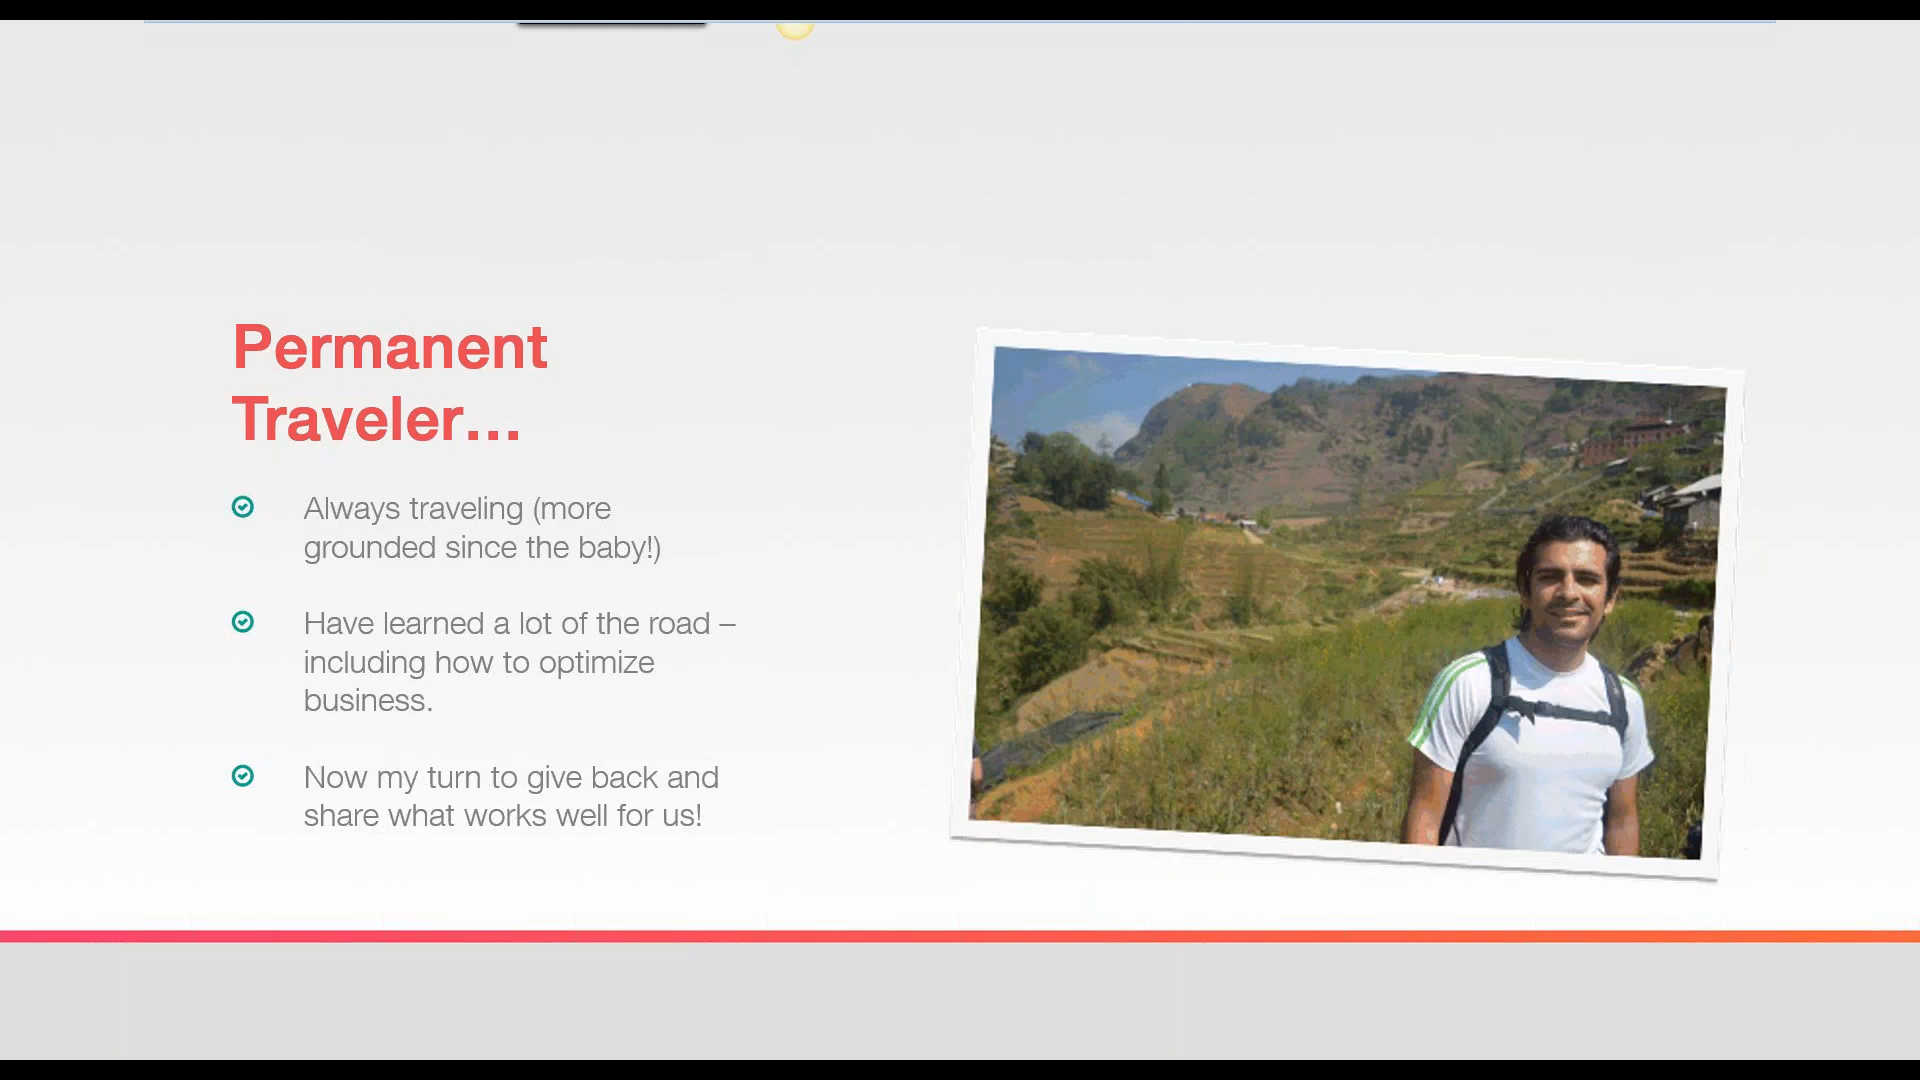 Permanent
Traveler...
Always traveling (more
grounded since the baby!)
Have learned a lot of the road –
including how to optimize
business.
Now my turn to give back and
share what works well for us!